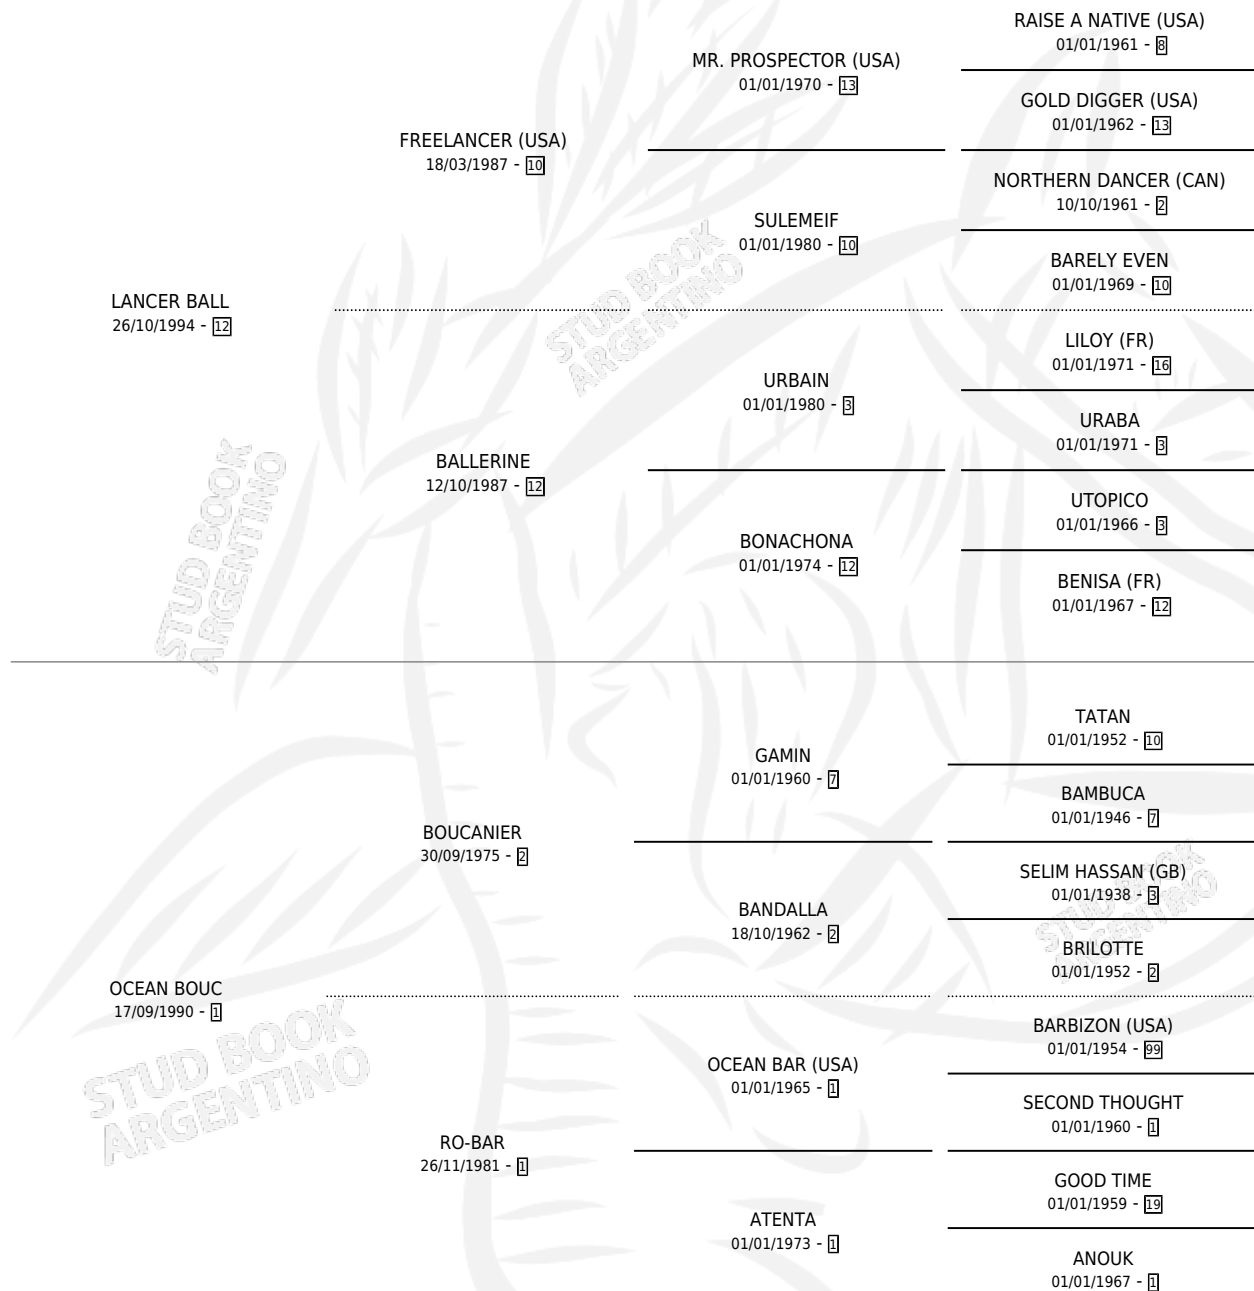 RAISE A NATIVE (USA)
01/01/1961 - 8
MR. PROSPECTOR (USA)
01/01/1970 - 13
GOLD DIGGER (USA)
01/01/1962 - 13
FREELANCER (USA)
18/03/1987 - 10
NORTHERN DANCER (CAN)
10/10/1961 - 2
SULEMEIF
01/01/1980 - 10
BARELY EVEN
01/01/1969 - 10
LANCER BALL
26/10/1994 - 12
LILOY (FR)
01/01/1971 - 16
URBAIN
01/01/1980 - 3
URABA
01/01/1971 - 3
BALLERINE
12/10/1987 - 12
UTOPICO
01/01/1966 - 3
BONACHONA
01/01/1974 - 12
BENISA (FR)
01/01/1967 - 12
STUD BOOK
ARGENTINO
STUD BOOK
ARGENTINO
TATAN
01/01/1952 - 10
GAMIN
01/01/1960 - 7
BAMBUCA
01/01/1946 - 7
BOUCANIER
30/09/1975 - 2
SELIM HASSAN (GB)
01/01/1938 - 3
BANDALLA
18/10/1962 - 2
BRILOTTE
01/01/1952 - 2
STUD BOOK
ARGENTINO
OCEAN BOUC
17/09/1990 - 1
BARBIZON (USA)
01/01/1954 - 99
OCEAN BAR (USA)
01/01/1965 - 1
SECOND THOUGHT
01/01/1960 - 1
RO-BAR
26/11/1981 - 1
GOOD TIME
01/01/1959 - 19
ATENTA
01/01/1973 - 1
ANOUK
01/01/1967 - 1
STUD BOOK
ARGENTINO